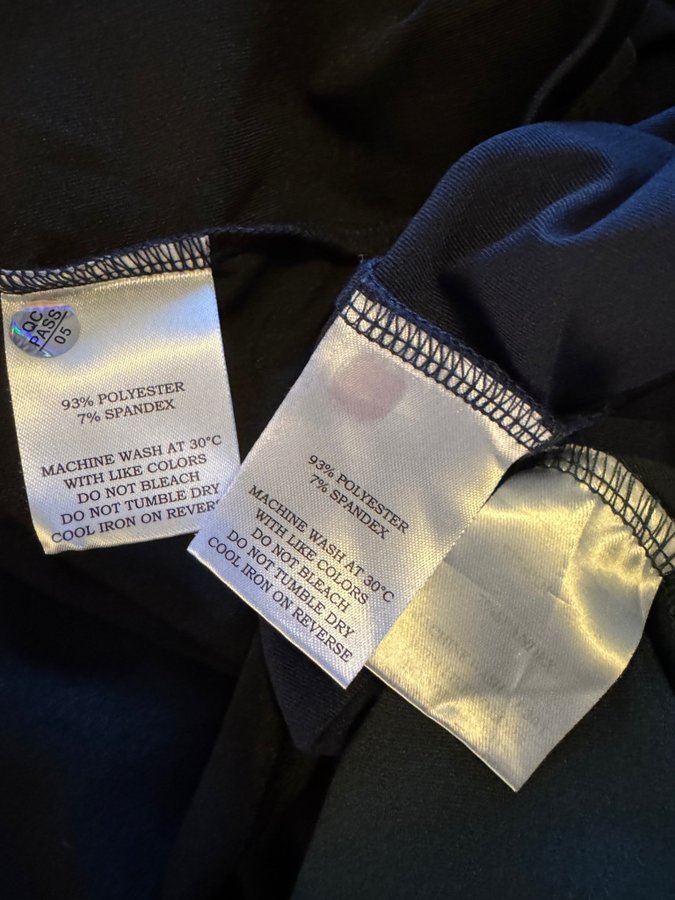 QC
PASS
05
93% POLYESTER
7% SPANDEX
MACHINE WASH AT 30°C
WITH LIKE COLORS
DO NOT BLEACH
DO NOT TUMBLE DRY
COOL IRON ON REVER
93% POLYESTER
7% SPANDEX
MACHINE WASH AT 30°C
WITH LIKE COLORS
DO NOT BLEACH
DO NOT TUMBLE DRY
COOL IRON ON REVERSE